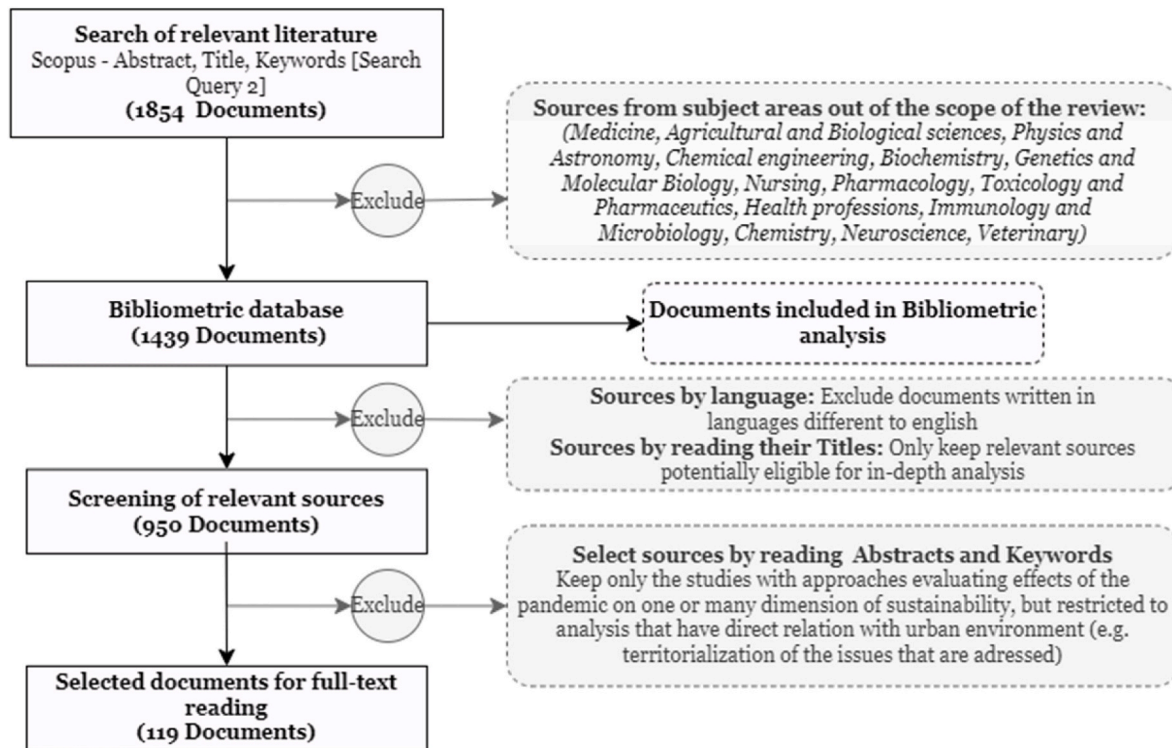 Search of relevant literature
Scopus - Abstract, Title, Keywords [Search
Query 2]
(1854 Documents)
Exclude
Sources from subject areas out of the scope of the review:
(Medicine, Agricultural and Biological sciences, Physics and
Astronomy, Chemical engineering, Biochemistry, Genetics and
Molecular Biology, Nursing, Pharmacology, Toxicology and
Pharmaceutics, Health professions, Immunology and
Microbiology, Chemistry, Neuroscience, Veterinary)
Bibliometric database
(1439 Documents)
Documents included in Bibliometric
analysis
Exclude
Sources by language: Exclude documents written in
languages different to english
Sources by reading their Titles: Only keep relevant sources
potentially eligible for in-depth analysis
Screening of relevant sources
(950 Documents)
Exclude
Select sources by reading Abstracts and Keywords
Keep only the studies with approaches evaluating effects of the
pandemic on one or many dimension of sustainability, but restricted to
analysis that have direct relation with urban environment (e.g.
territorialization of the issues that are adressed)
Selected documents for full-text
reading
(119 Documents)